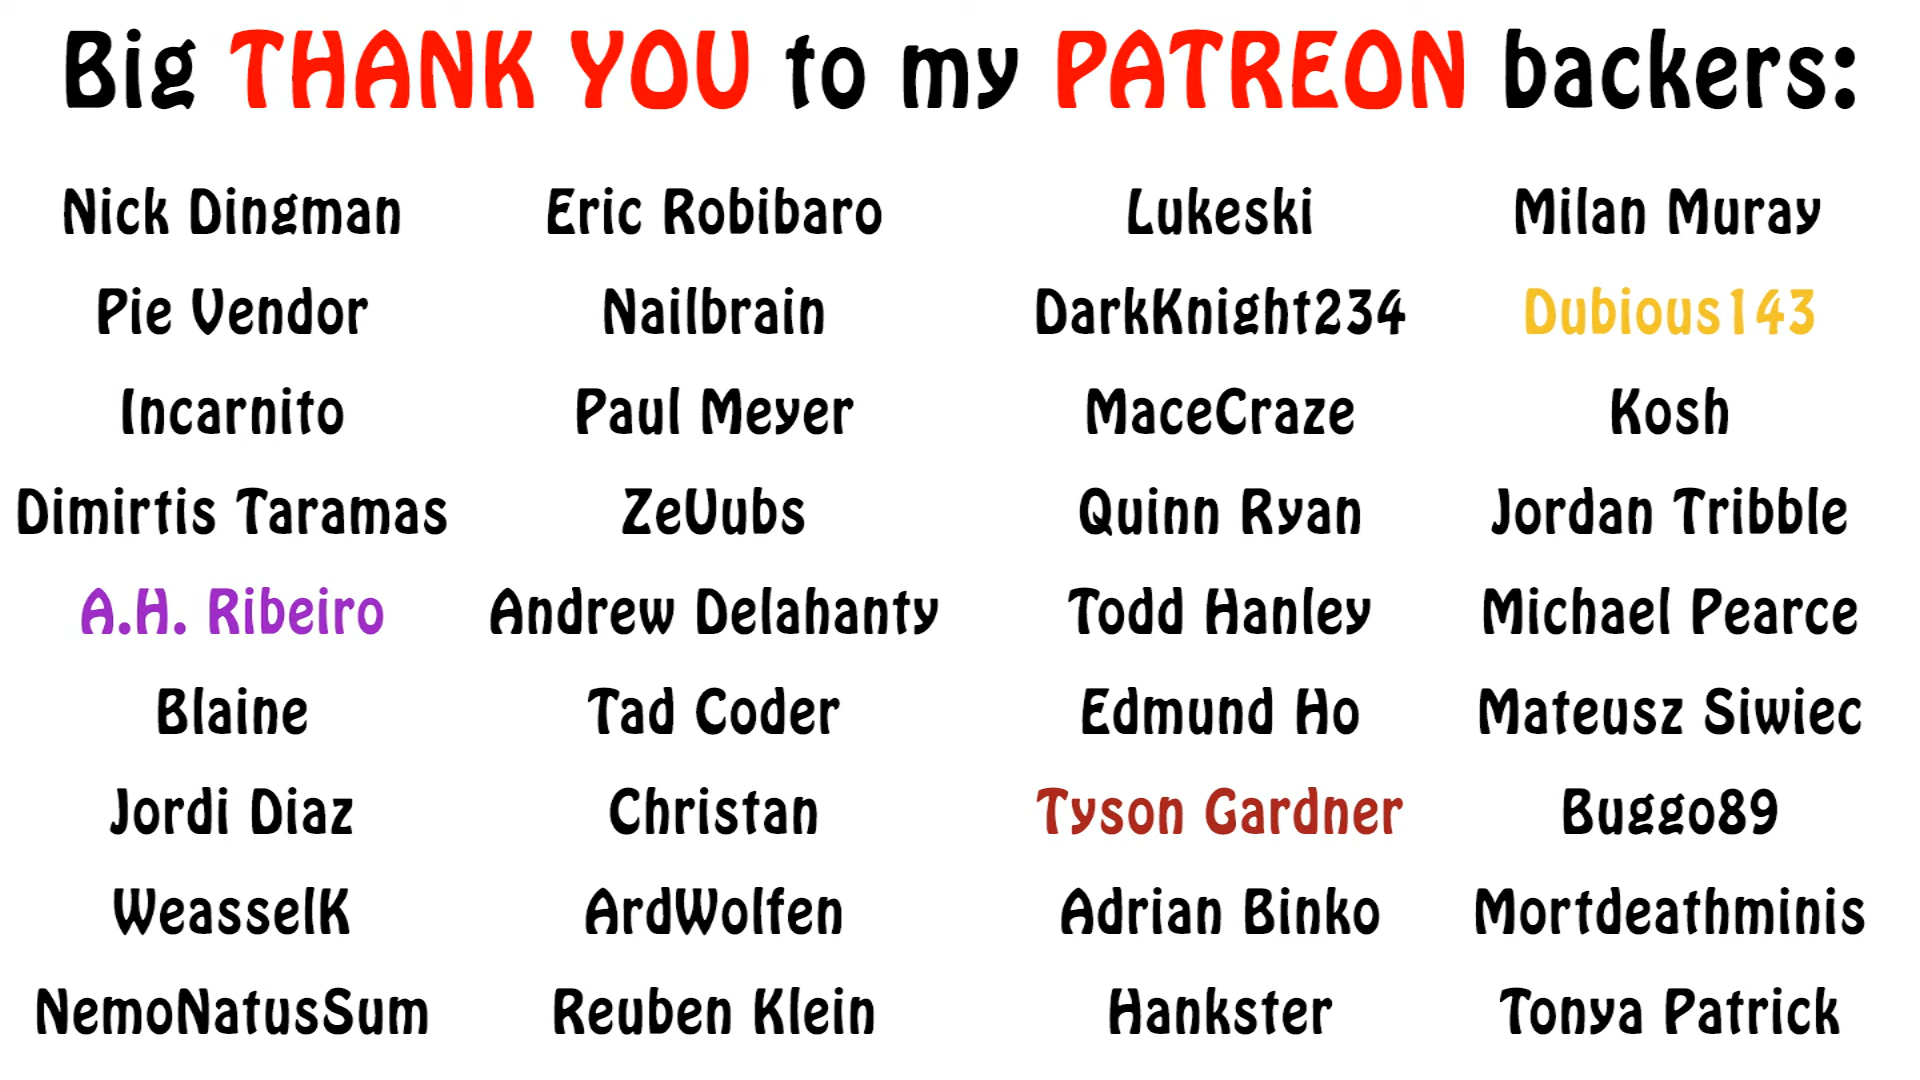 Big THANK YOU to my PATREON backers:
Nick Dingman Eric Robibaro Lukeski Milan Muray
Pie Vendor Nailbrain DarkKnight234 Dubious143
Incarnito Paul Meyer MaceCraze Kosh
Dimirtis Taramas ZeUubs Quinn Ryan Jordan Tribble
A.H. Ribeiro Andrew Delahanty Todd Hanley Michael Pearce
Blaine Tad Coder Edmund Ho Mateusz Siwiec
Jordi Diaz Christan Tyson Gardner Buggo89
WeasselK ArdWolfen Adrian Binko Mortdeathminis
NemoNatusSum Reuben Klein Hankster Tonya Patrick